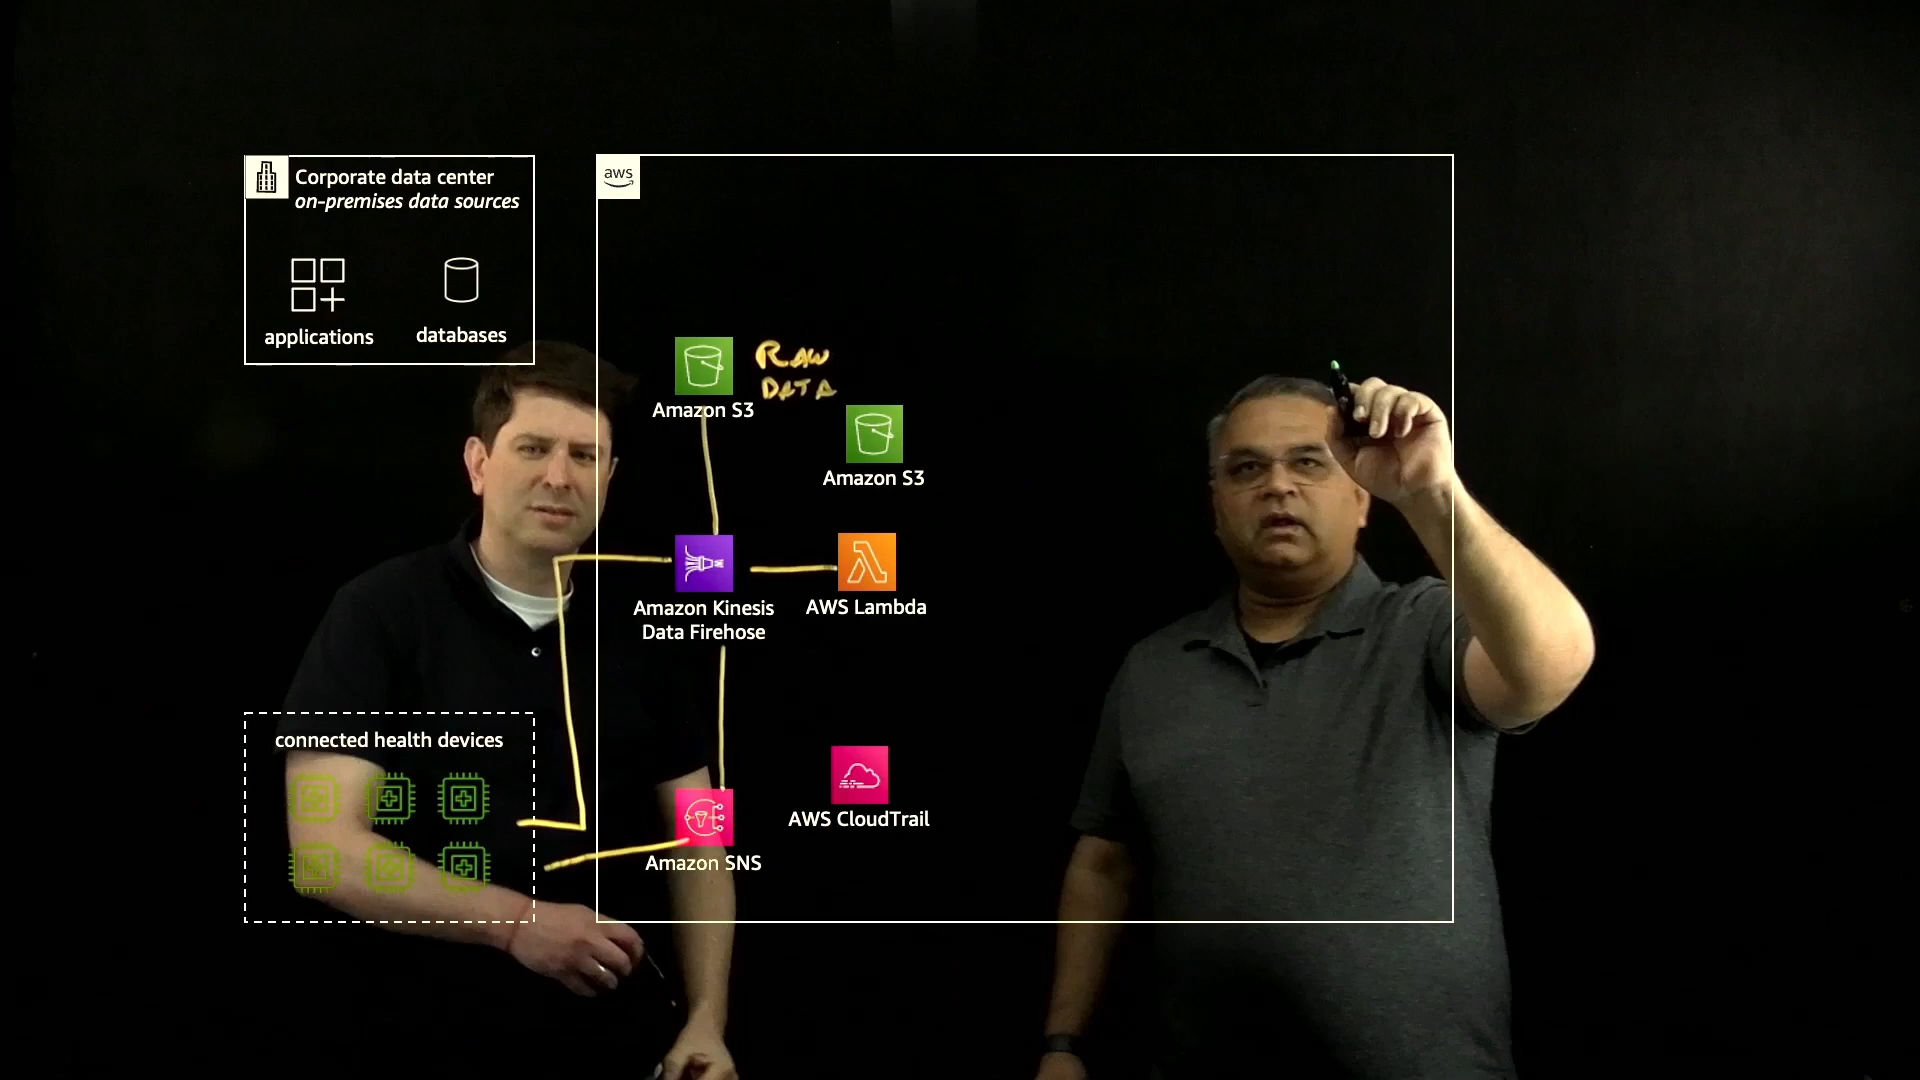 Corporate data center
on-premises data sources
applications
databases
aws
Amazon S3
RAW
DATA
Amazon S3
Amazon Kinesis
Data Firehose
AWS Lambda
connected health devices
AWS CloudTrail
Amazon SNS